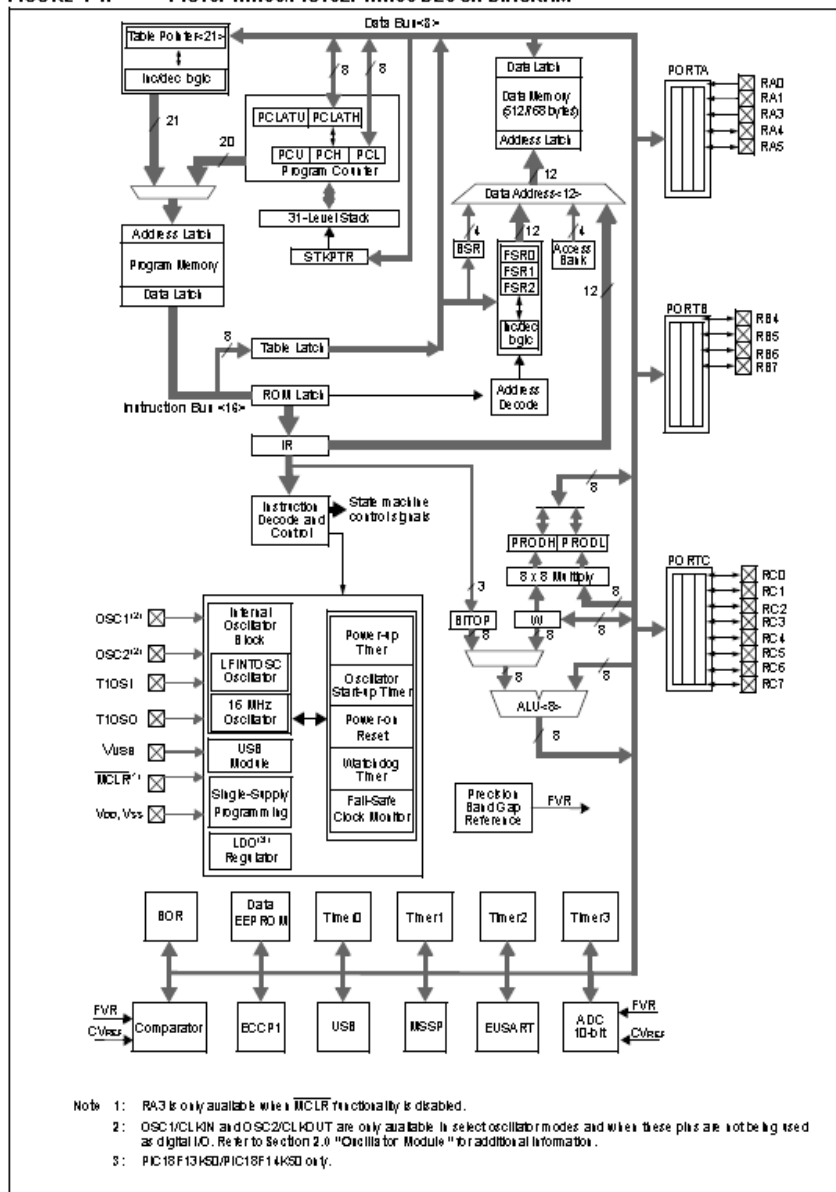 Data Bus<8>
Table Pointer<21>
Inc/dec logic
21
20
8
8
PCLATU PCLATH
PCU PCH PCL
Program Counter
31-Level Stack
STKPTR
Data Latch
Data Memory
(512/768 bytes)
Address Latch
12
Data Address<12>
4
12
4
BSR
FSR0
FSR1
FSR2
Inc/dec
logic
Access
Bank
12
Address
Decode
Address Latch
Program Memory
Data Latch
8
Table Latch
ROM Latch
Instruction Bus <16>
IR
Instruction
Decode and
Control
State machine
control signals
8
PRODH PRODL
8 x 8 Multiply
3
8
BITOP
W
8
8
8
8
8
ALU<8>
8
PORTA
RA0
RA1
RA3
RA4
RA5
PORTB
RB4
RB5
RB6
RB7
PORTC
RC0
RC1
RC2
RC3
RC4
RC5
RC6
RC7
OSC1(2)
OSC2(2)
T1OSI
T1OSO
VUSB
MCLR(1)
VDD, VSS
Internal
Oscillator
Block
LFINTOSC
Oscillator
16 MHz
Oscillator
USB
Module
Single-Supply
Programming
LDO(3)
Regulator
Power-up
Timer
Oscillator
Start-up Timer
Power-on
Reset
Watchdog
Timer
Fail-Safe
Clock Monitor
Precision
Band Gap
Reference
FVR
BOR
Data
EEPROM
Timer0
Timer1
Timer2
Timer3
FVR
CVREF
Comparator
ECCP1
USB
MSSP
EUSART
ADC
10-bit
FVR
CVREF
Note 1: RA3 is only available when MCLR functionality is disabled.
2: OSC1/CLKIN and OSC2/CLKOUT are only available in select oscillator modes and when these pins are not being used
as digital I/O. Refer to Section 2.0 "Oscillator Module" for additional information.
3: PIC18F13K50/PIC18F14K50 only.